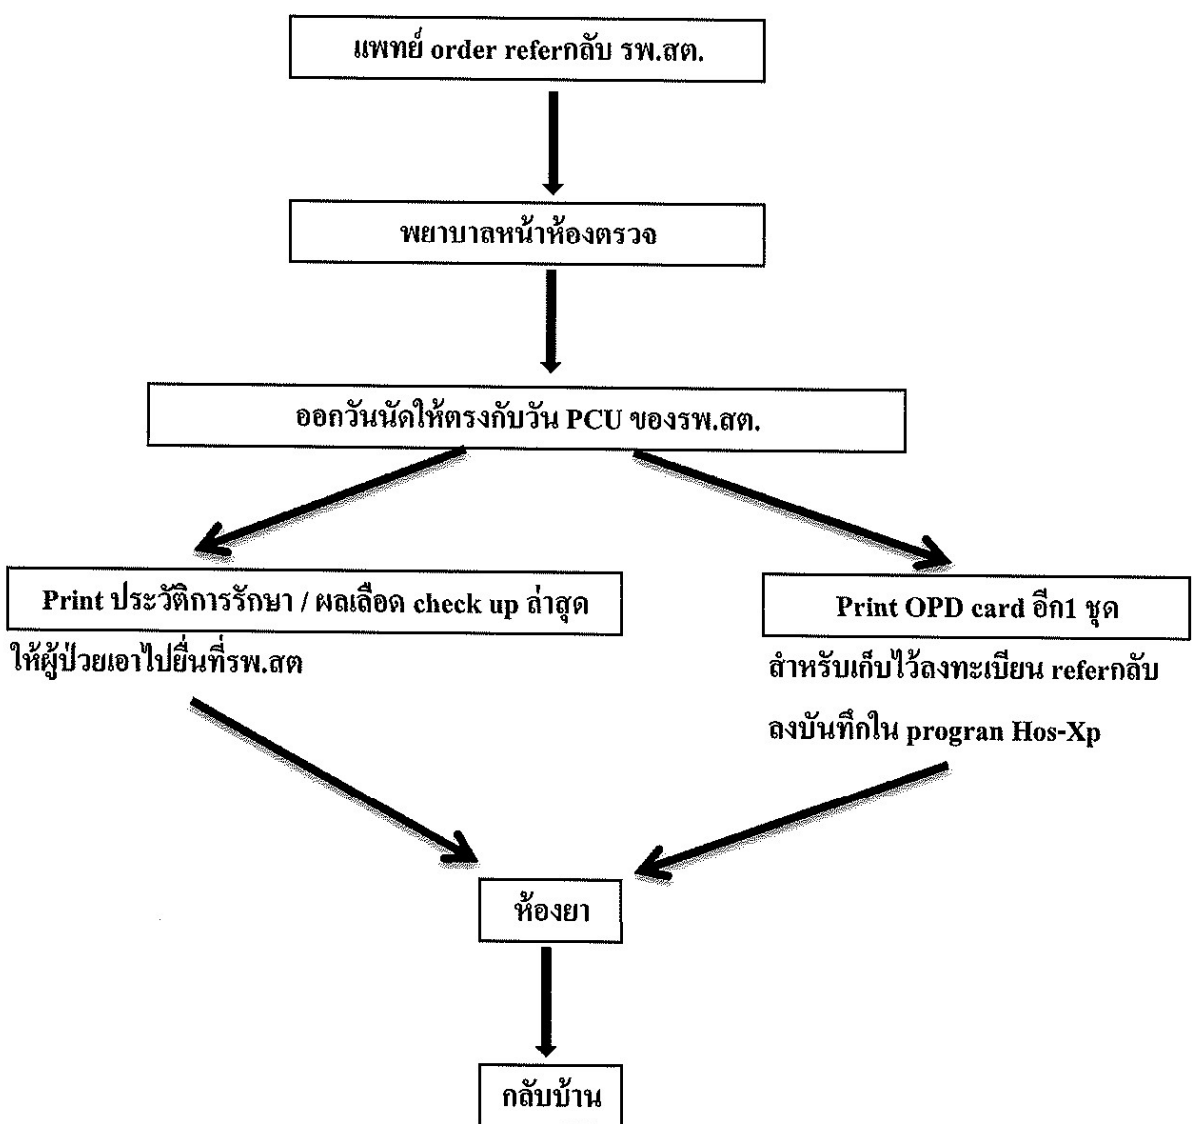 แพทย์ order referกลับ รพ.สต.
พยาบาลหน้าห้องตรวจ
ออกวันนัดให้ตรงกับวัน PCU ของรพ.สต.
Print ประวัติการรักษา / ผลเลือด check up ล่าสุด
ให้ผู้ป่วยเอาไปยื่นที่รพ.สต
Print OPD card อีก1 ชุด
สำหรับเก็บไว้ลงทะเบียน referกลับ
ลงบันทึกใน progran Hos-Xp
ห้องยา
กลับบ้าน